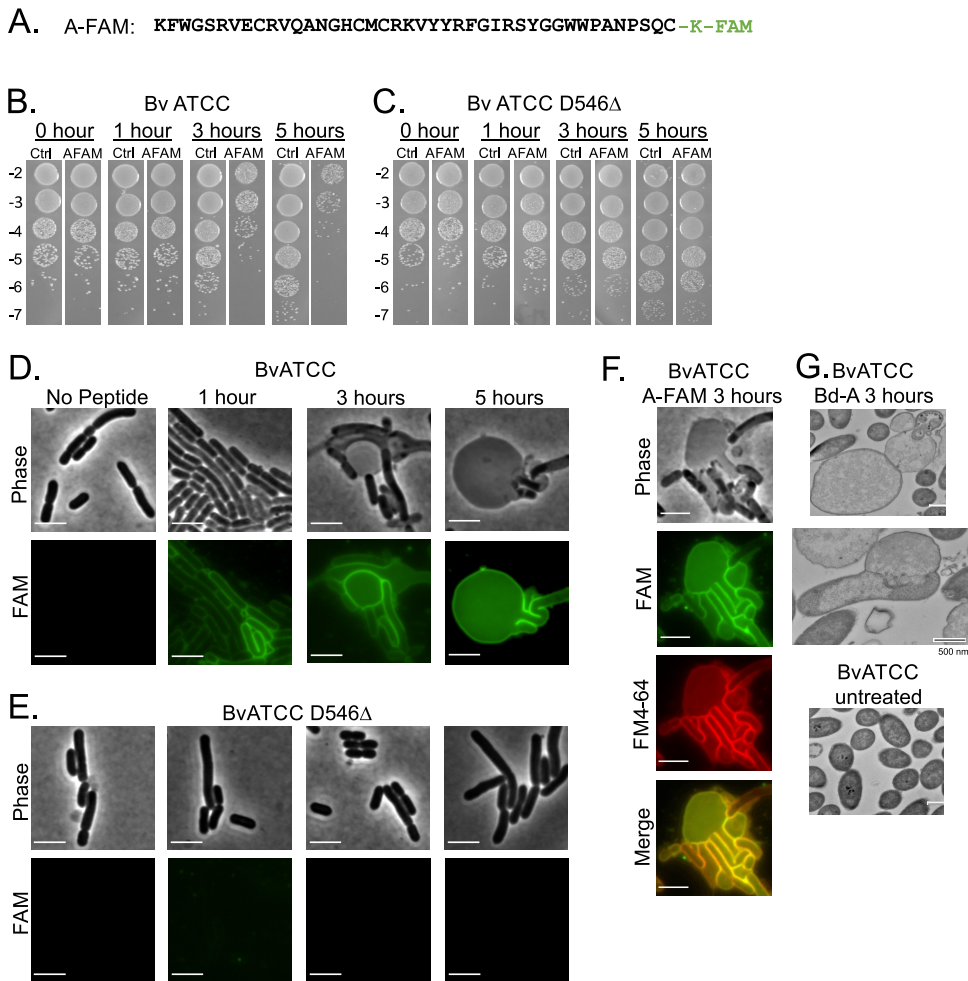 A. A-FAM: KFWGSRVECRVQANGHCMCRKVYYRFGIRSYGGWWPANPSQC-K-FAM
B. Bv ATCC
0 hour 1 hour 3 hours 5 hours
Ctrl AFAM Ctrl AFAM Ctrl AFAM Ctrl AFAM
-2
-3
-4
-5
-6
-7
C. Bv ATCC D546Δ
0 hour 1 hour 3 hours 5 hours
Ctrl AFAM Ctrl AFAM Ctrl AFAM Ctrl AFAM
-2
-3
-4
-5
-6
-7
D. BvATCC
No Peptide 1 hour 3 hours 5 hours
Phase
FAM
E. BvATCC D546Δ
Phase
FAM
F. BvATCC
A-FAM 3 hours
Phase
FAM
FM4-64
Merge
G. BvATCC
Bd-A 3 hours
500 nm
BvATCC
untreated